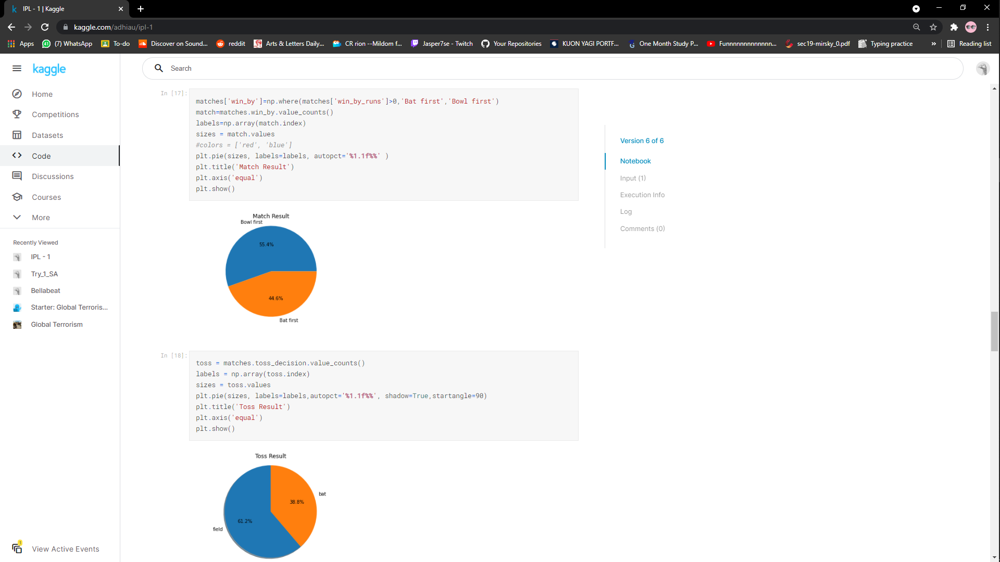 IPL - 1 | Kaggle
kaggle.com/adhiau/ipl-1
Apps
(7) WhatsApp
To-do
Discover on Sound...
reddit
Arts & Letters Daily...
CR rion --Mildom f...
Jasper7se - Twitch
Your Repositories
KUON YAGI PORTF...
One Month Study P...
Funnnnnnnnnnnn...
sec19-mirsky_0.pdf
Typing practice
»
Reading list
kaggle
Search
Home
Competitions
Datasets
Code
Discussions
Courses
More
Recently Viewed
IPL - 1
Try_1_SA
Bellabeat
Starter: Global Terroris...
Global Terrorism
1
View Active Events
In [17]:
matches['win_by']=np.where(matches['win_by_runs']>0,'Bat first','Bowl first')
match=matches.win_by.value_counts()
labels=np.array(match.index)
sizes = match.values
#colors = ['red', 'blue']
plt.pie(sizes, labels=labels, autopct='%1.1f%%' )
plt.title('Match Result')
plt.axis('equal')
plt.show()
Match Result
Bowl first
55.4%
44.6%
Bat first
In [18]:
toss = matches.toss_decision.value_counts()
labels = np.array(toss.index)
sizes = toss.values
plt.pie(sizes, labels=labels,autopct='%1.1f%%', shadow=True,startangle=90)
plt.title('Toss Result')
plt.axis('equal')
plt.show()
Toss Result
bat
38.8%
61.2%
field
Version 6 of 6
Notebook
Input (1)
Execution Info
Log
Comments (0)